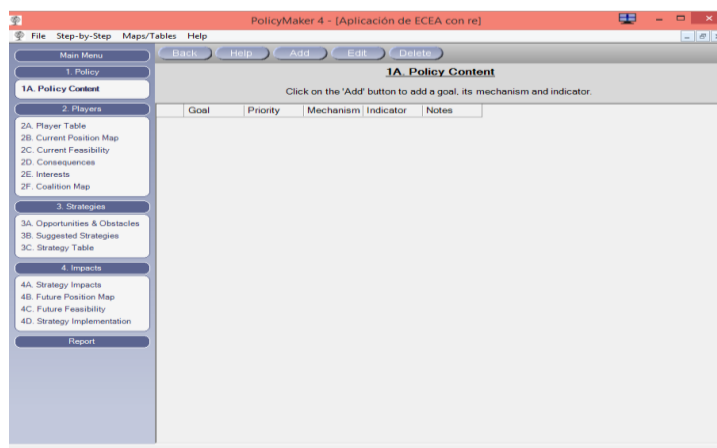 PolicyMaker 4 - [Aplicación de ECEA con re]
File Step-by-Step Maps/Tables Help
Main Menu
Back Help Add Edit Delete
1. Policy
1A. Policy Content
1A. Policy Content
Click on the 'Add' button to add a goal, its mechanism and indicator.
2. Players
Goal Priority Mechanism Indicator Notes
2A. Player Table
2B. Current Position Map
2C. Current Feasibility
2D. Consequences
2E. Interests
2F. Coalition Map
3. Strategies
3A. Opportunities & Obstacles
3B. Suggested Strategies
3C. Strategy Table
4. Impacts
4A. Strategy Impacts
4B. Future Position Map
4C. Future Feasibility
4D. Strategy Implementation
Report